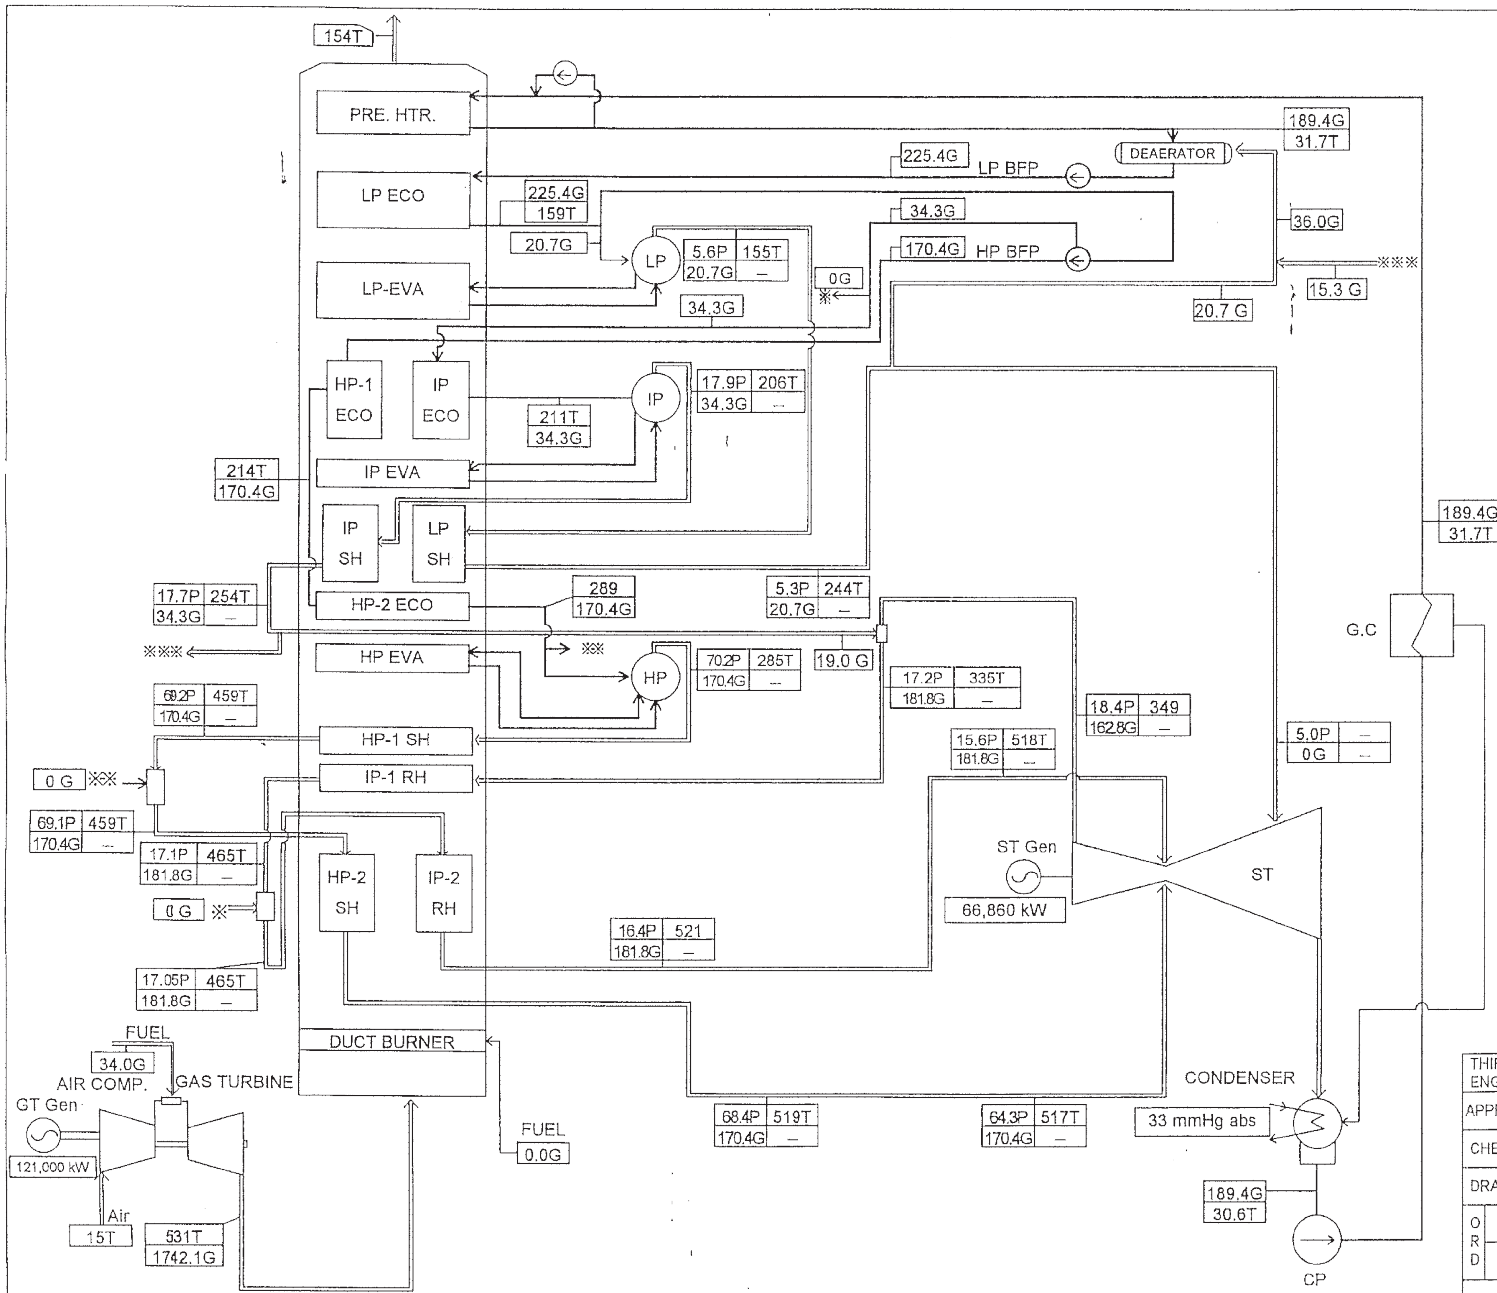 154T
PRE. HTR.
189.4G
31.7T
DEAERATOR
225.4G
LP BFP
LP ECO
225.4G
159T
34.3G
36.0G
20.7G
LP
5.6P 155T
20.7G —
170.4G
HP BFP
0G
※
※※※
15.3 G
LP-EVA
34.3G
20.7 G
HP-1
ECO
IP
ECO
IP
17.9P 206T
34.3G —
211T
34.3G
214T
170.4G
IP EVA
IP
SH
LP
SH
189.4G
31.7T
17.7P 254T
34.3G —
HP-2 ECO
289
170.4G
5.3P 244T
20.7G —
G.C
※※※
HP EVA
※※
HP
70.2P 285T
170.4G —
19.0 G
17.2P 335T
181.8G —
69.2P 459T
170.4G —
18.4P 349
162.8G —
HP-1 SH
15.6P 518T
181.8G —
5.0P —
0G —
0 G ※※
IP-1 RH
69.1P 459T
170.4G —
17.1P 465T
181.8G —
HP-2
SH
IP-2
RH
ST Gen
ST
66,860 kW
0 G ※
16.4P 521
181.8G —
17.05P 465T
181.8G —
FUEL
34.0G
DUCT BURNER
AIR COMP.
GAS TURBINE
GT Gen
121,000 kW
CONDENSER
33 mmHg abs
68.4P 519T
170.4G —
64.3P 517T
170.4G —
FUEL
0.0G
Air
15T
531T
1742.1G
189.4G
30.6T
CP
THIR
ENG
APPR
CHE
DRA
O
R
D